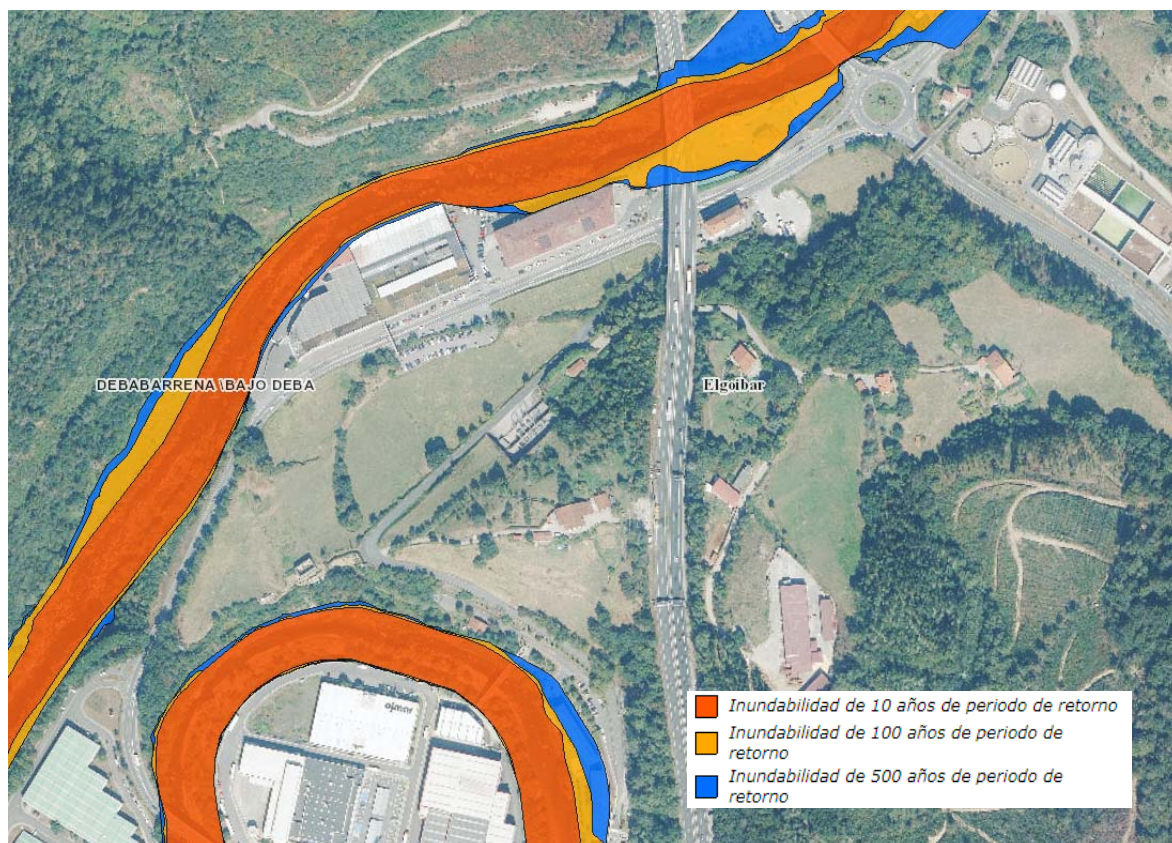 DEBABARRENA \BAJO DEBA
Elgoibar
Inundabilidad de 10 años de periodo de retorno
Inundabilidad de 100 años de periodo de
retorno
Inundabilidad de 500 años de periodo de
retorno